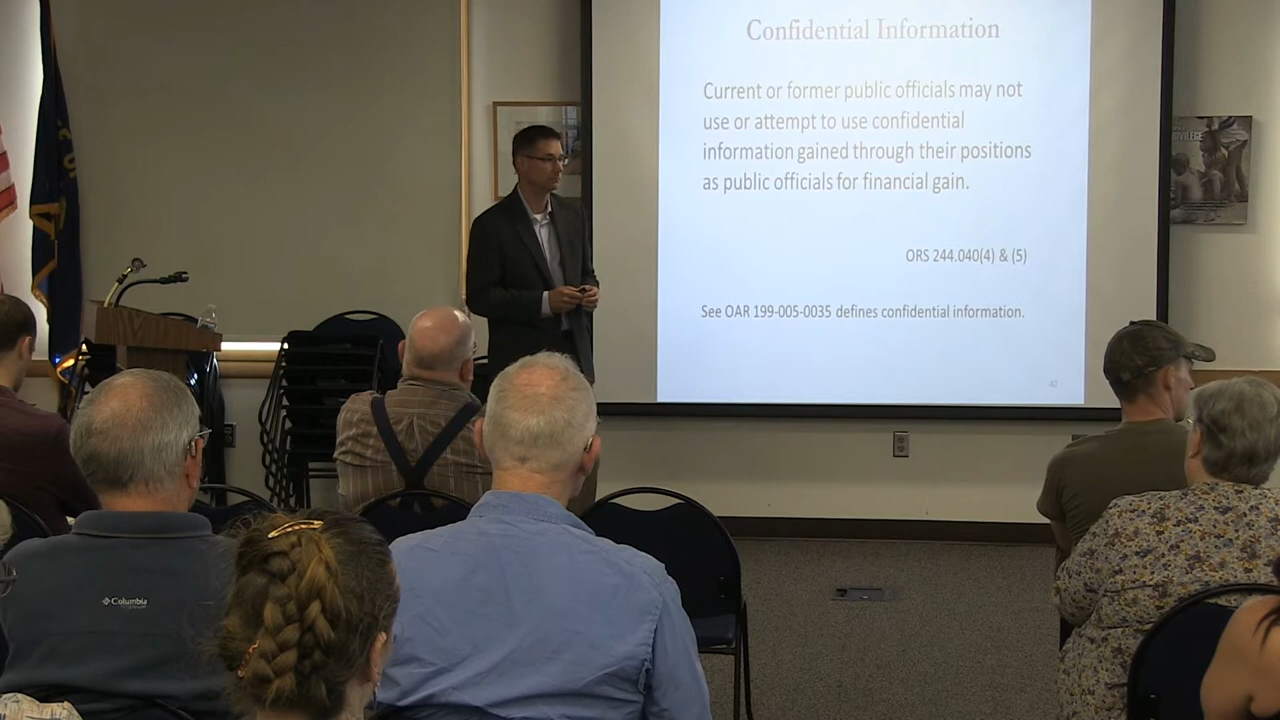 Confidential Information
Current or former public officials may not
use or attempt to use confidential
information gained through their positions
as public officials for financial gain.
ORS 244.040(4) & (5)
See OAR 199-005-0035 defines confidential information.
42
Columbia